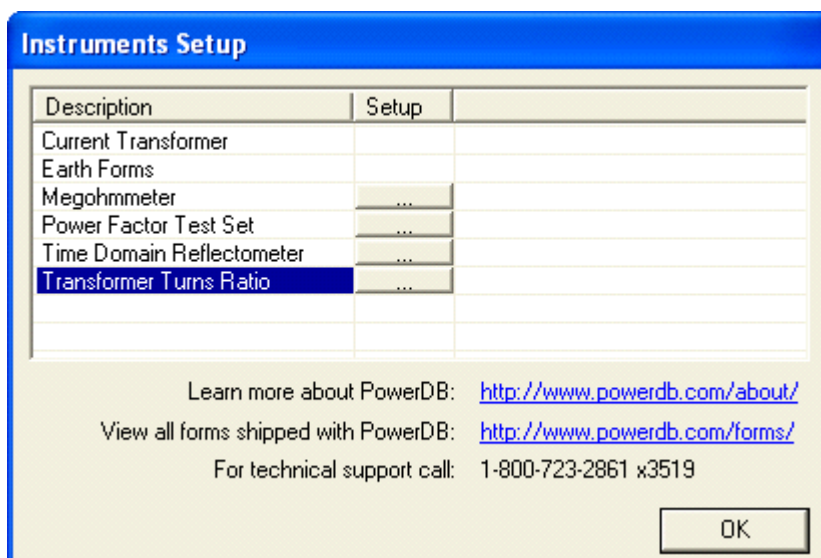 Instruments Setup
Description Setup
Current Transformer
Earth Forms
Megohmmeter ...
Power Factor Test Set ...
Time Domain Reflectometer ...
Transformer Turns Ratio ...
Learn more about PowerDB: http://www.powerdb.com/about/
View all forms shipped with PowerDB: http://www.powerdb.com/forms/
For technical support call: 1-800-723-2861 x3519
OK